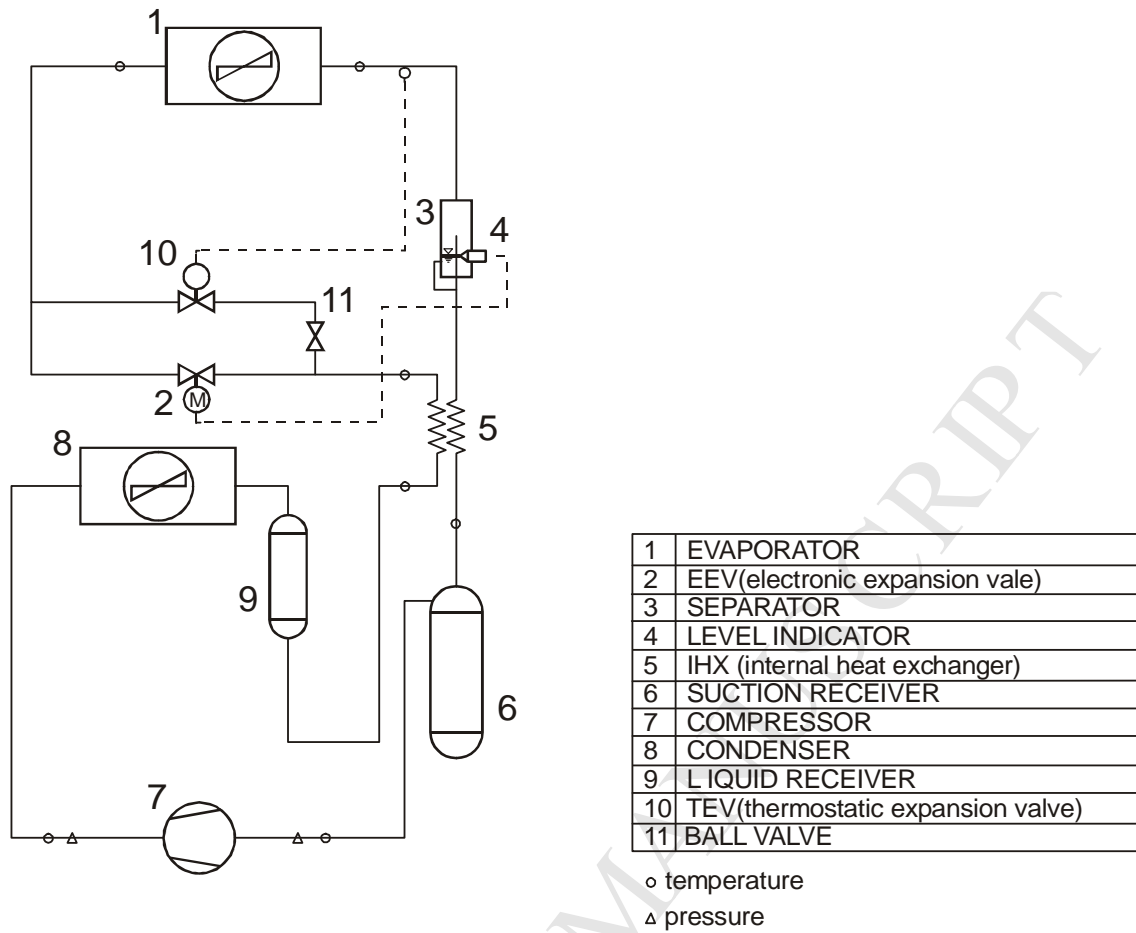 1
3
4
10
11
2
M
5
8
9
6
7
1 EVAPORATOR
2 EEV(electronic expansion vale)
3 SEPARATOR
4 LEVEL INDICATOR
5 IHX (internal heat exchanger)
6 SUCTION RECEIVER
7 COMPRESSOR
8 CONDENSER
9 L IQUID RECEIVER
10 TEV(thermostatic expansion valve)
11 BALL VALVE
temperature
pressure
MANUSCRIPT